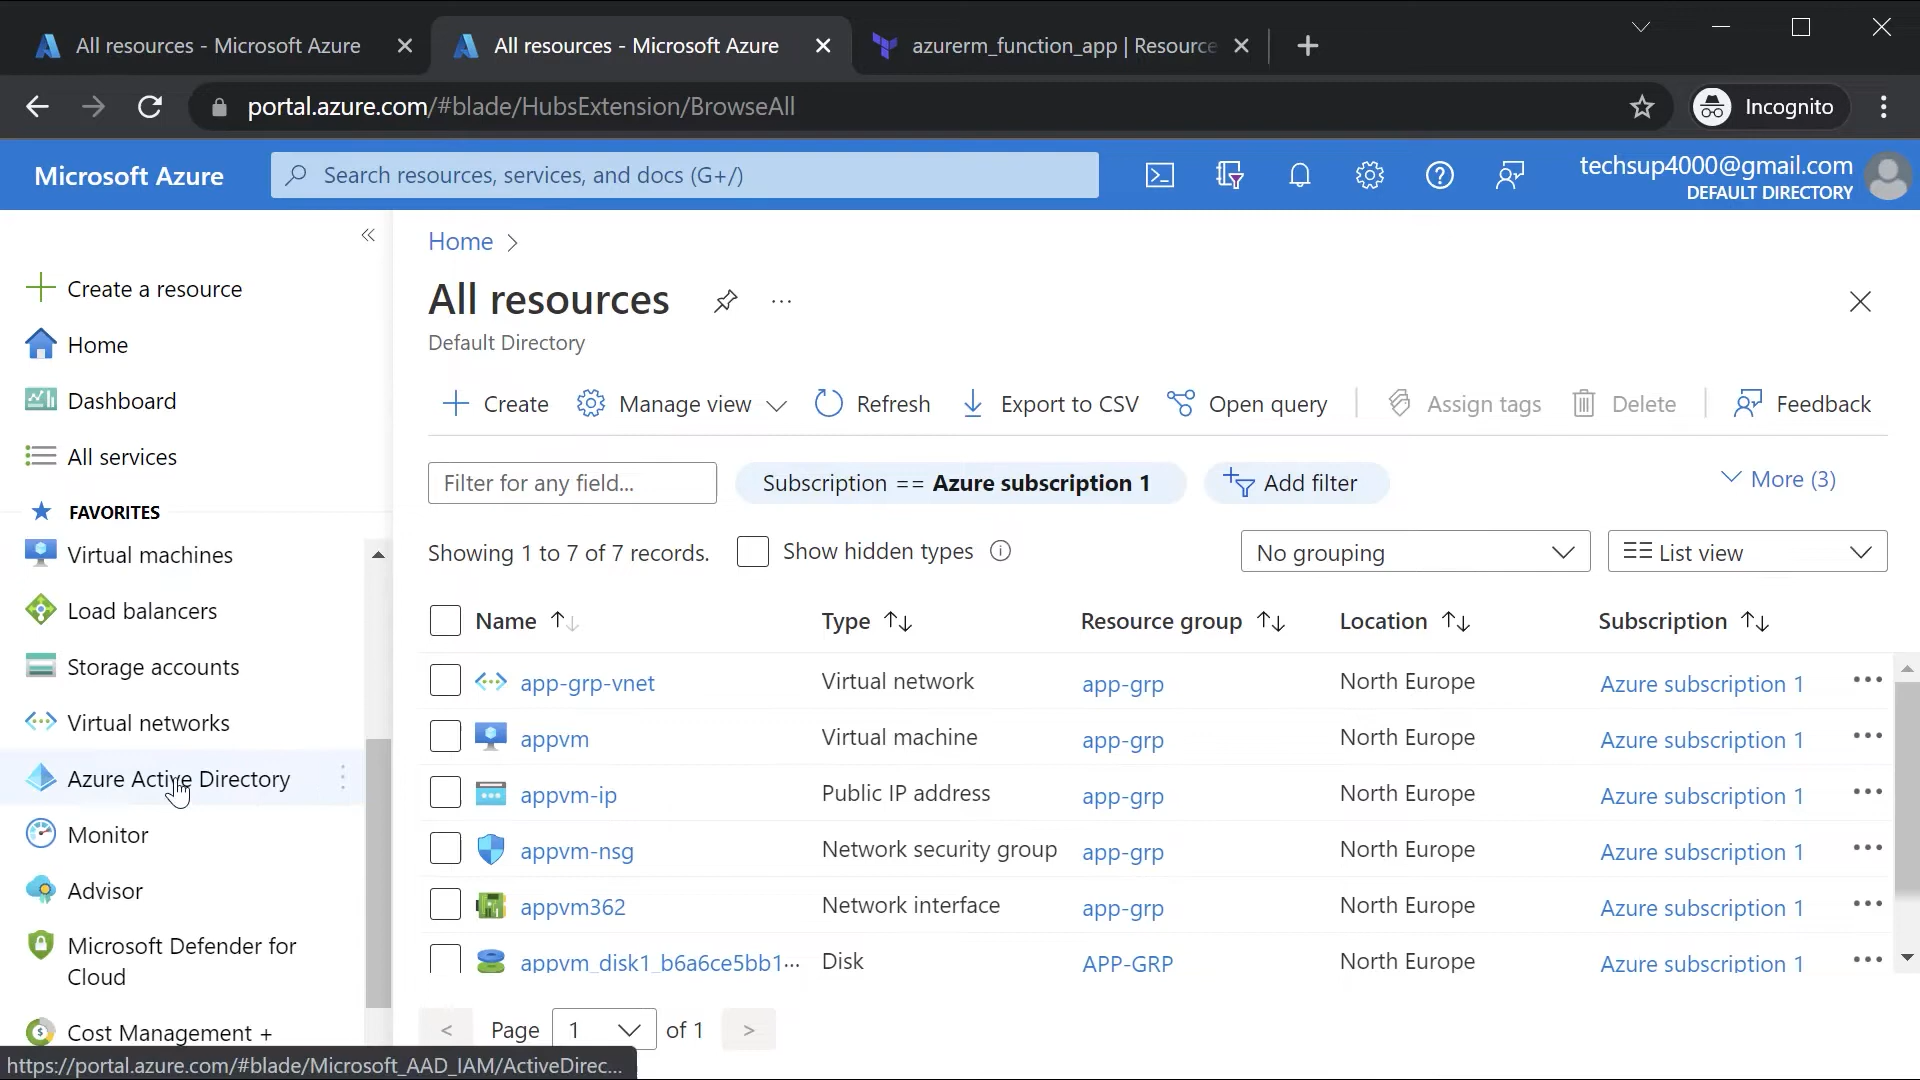 All resources - Microsoft Azure
All resources - Microsoft Azure
azurerm_function_app | Resource
portal.azure.com/#blade/HubsExtension/BrowseAll
Incognito
Microsoft Azure
Search resources, services, and docs (G+/)
techsup4000@gmail.com
DEFAULT DIRECTORY
Create a resource
Home
Dashboard
All services
FAVORITES
Virtual machines
Load balancers
Storage accounts
Virtual networks
Azure Active Directory
Monitor
Advisor
Microsoft Defender for
Cloud
Cost Management +
Home >
All resources
Default Directory
Create
Manage view
Refresh
Export to CSV
Open query
Assign tags
Delete
Feedback
Filter for any field...
Subscription == Azure subscription 1
Add filter
More (3)
Showing 1 to 7 of 7 records.
Show hidden types
No grouping
List view
Name Type Resource group Location Subscription
app-grp-vnet Virtual network app-grp North Europe Azure subscription 1
appvm Virtual machine app-grp North Europe Azure subscription 1
appvm-ip Public IP address app-grp North Europe Azure subscription 1
appvm-nsg Network security group app-grp North Europe Azure subscription 1
appvm362 Network interface app-grp North Europe Azure subscription 1
appvm_disk1_b6a6ce5bb1... Disk APP-GRP North Europe Azure subscription 1
< Page 1 of 1 >
https://portal.azure.com/#blade/Microsoft_AAD_IAM/ActiveDirec...